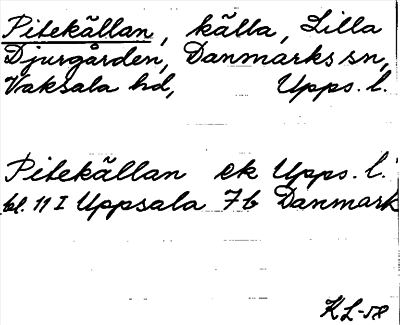 Pitekällan, källa, Lilla
Djurgården, Danmarks sn,
Vaksala hd, Upps. l.
Pitekällan ek Upps. l.
bl. 11 I Uppsala 7b Danmark
KL-58